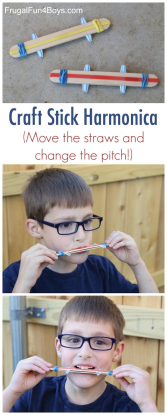 FrugalFun4Boys.com
Craft Stick Harmonica
(Move the straws and
change the pitch!)